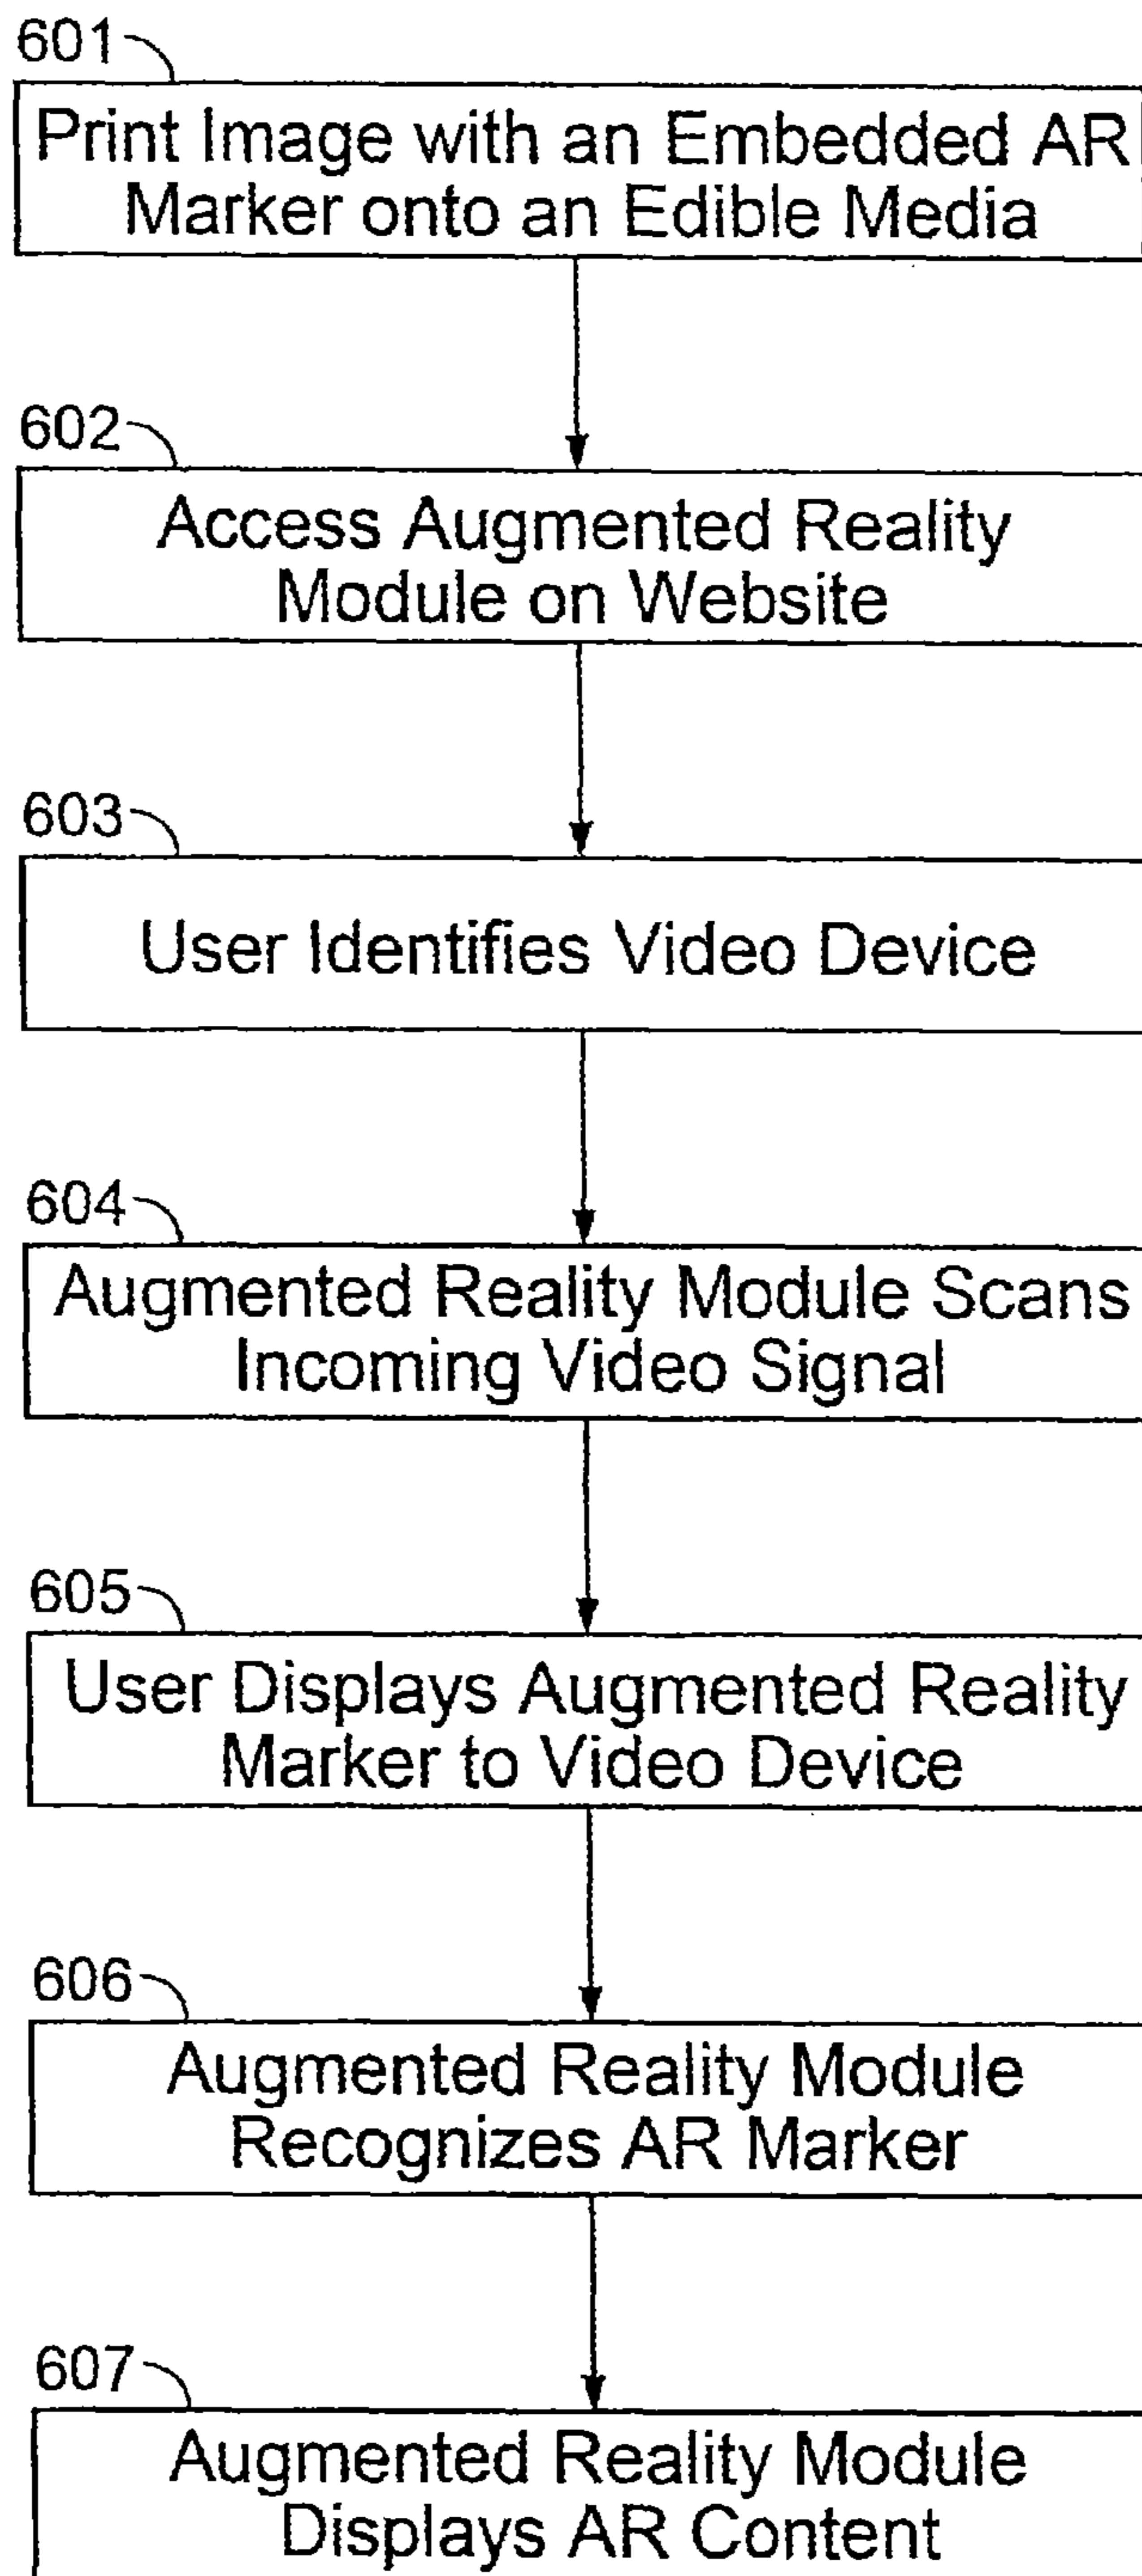 601
Print Image with an Embedded AR
Marker onto an Edible Media
602
Access Augmented Reality
Module on Website
603
User Identifies Video Device
604
Augmented Reality Module Scans
Incoming Video Signal
605
User Displays Augmented Reality
Marker to Video Device
606
Augmented Reality Module
Recognizes AR Marker
607
Augmented Reality Module
Displays AR Content